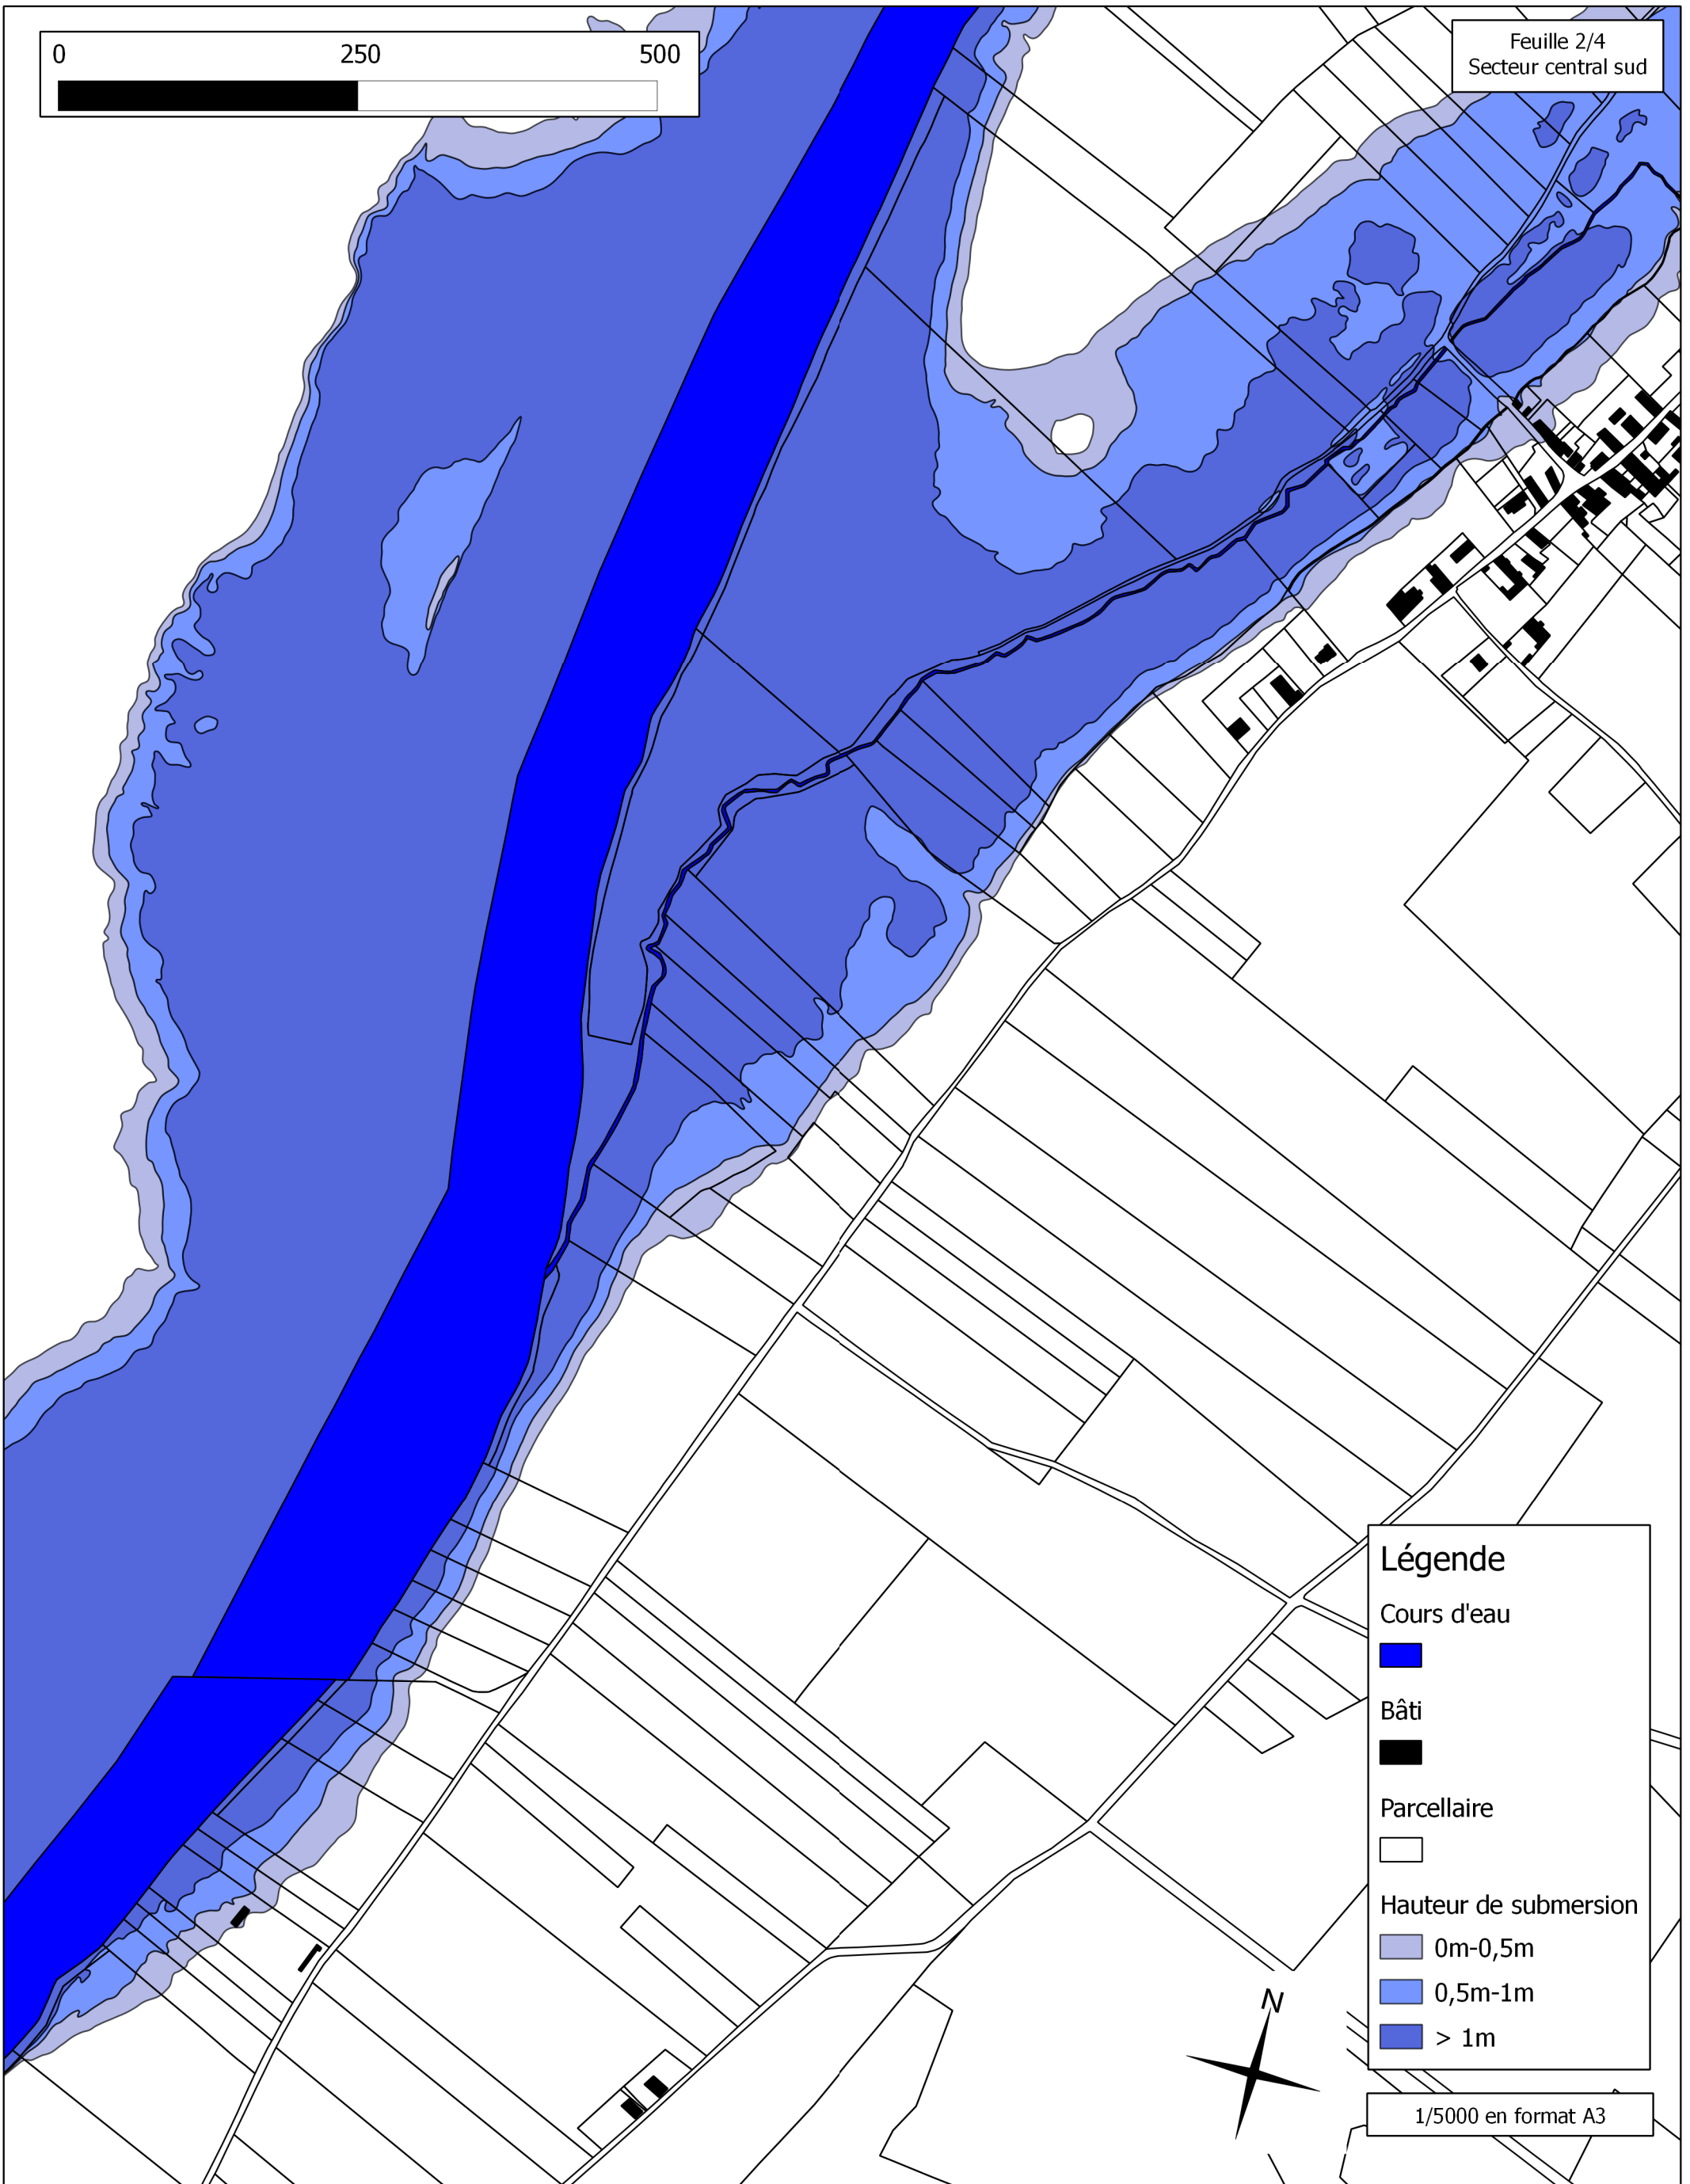 0 250 500
Feuille 2/4
Secteur central sud
Légende
Cours d'eau
Bâti
Parcellaire
Hauteur de submersion
0m-0,5m
0,5m-1m
> 1m
N
1/5000 en format A3